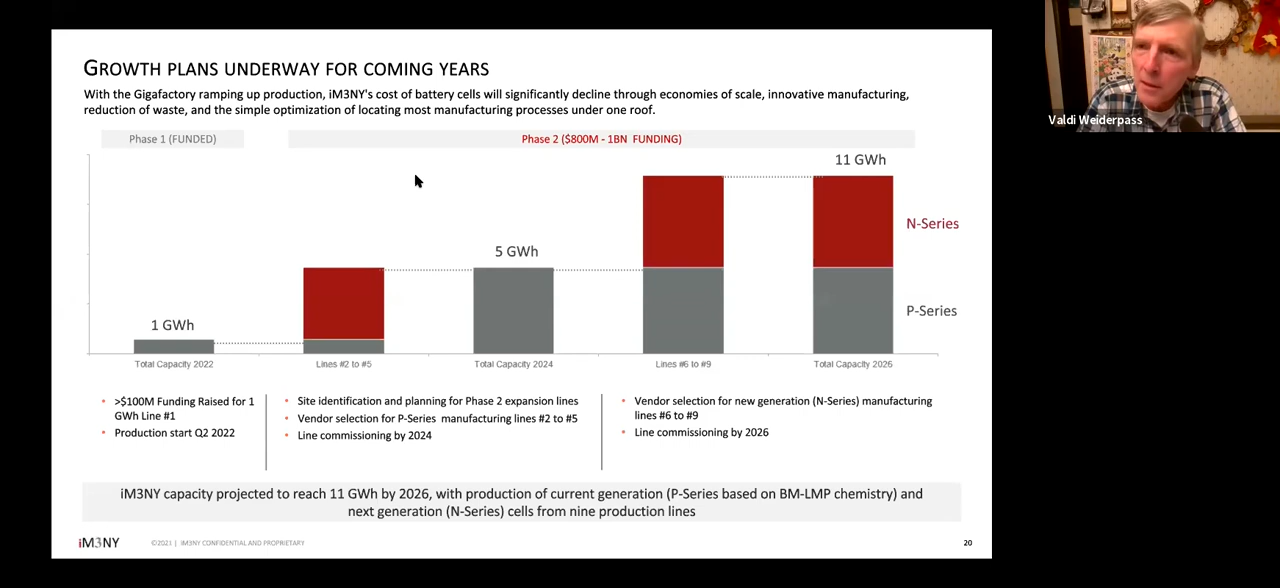 GROWTH PLANS UNDERWAY FOR COMING YEARS
With the Gigafactory ramping up production, iM3NY's cost of battery cells will significantly decline through economies of scale, innovative manufacturing,
reduction of waste, and the simple optimization of locating most manufacturing processes under one roof.
Phase 1 (FUNDED)
Phase 2 ($800M - 1BN FUNDING)
11 GWh
N-Series
5 GWh
P-Series
1 GWh
Total Capacity 2022
Lines #2 to #5
Total Capacity 2024
Lines #6 to #9
Total Capacity 2026
• >$100M Funding Raised for 1
GWh Line #1
• Production start Q2 2022
• Site identification and planning for Phase 2 expansion lines
• Vendor selection for P-Series manufacturing lines #2 to #5
• Line commissioning by 2024
• Vendor selection for new generation (N-Series) manufacturing
lines #6 to #9
• Line commissioning by 2026
iM3NY capacity projected to reach 11 GWh by 2026, with production of current generation (P-Series based on BM-LMP chemistry) and
next generation (N-Series) cells from nine production lines
iM3NY
©2021 | IM3NY CONFIDENTIAL AND PROPRIETARY
20
Valdi Weiderpass